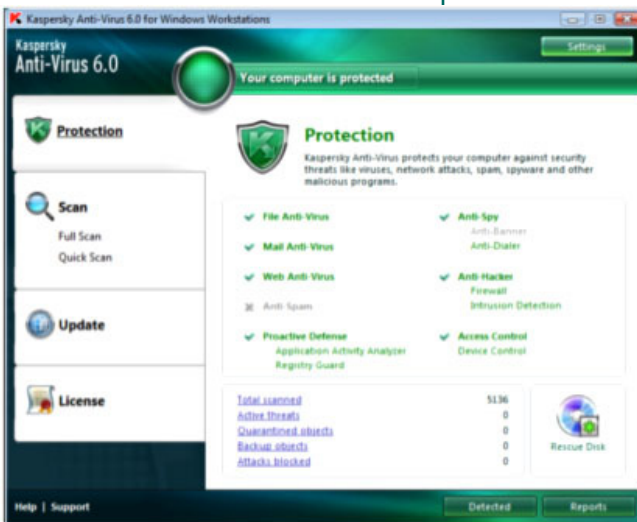 Kaspersky Anti-Virus 6.0 for Windows Workstations
Kaspersky
Anti-Virus 6.0
Settings
Your computer is protected
Protection
Scan
Full Scan
Quick Scan
Update
License
Protection
Kaspersky Anti-Virus protects your computer against security
threats like viruses, network attacks, spam, spyware and other
malicious programs.
File Anti-Virus
Mail Anti-Virus
Web Anti-Virus
Anti-Spam
Proactive Defense
Application Activity Analyzer
Registry Guard
Anti-Spy
Anti-Banner
Anti-Dialer
Anti-Hacker
Firewall
Intrusion Detection
Access Control
Device Control
Total scanned 5136
Active threats 0
Quarantined objects 0
Backup objects 0
Attacks blocked 0
Rescue Disk
Help | Support
Detected
Reports